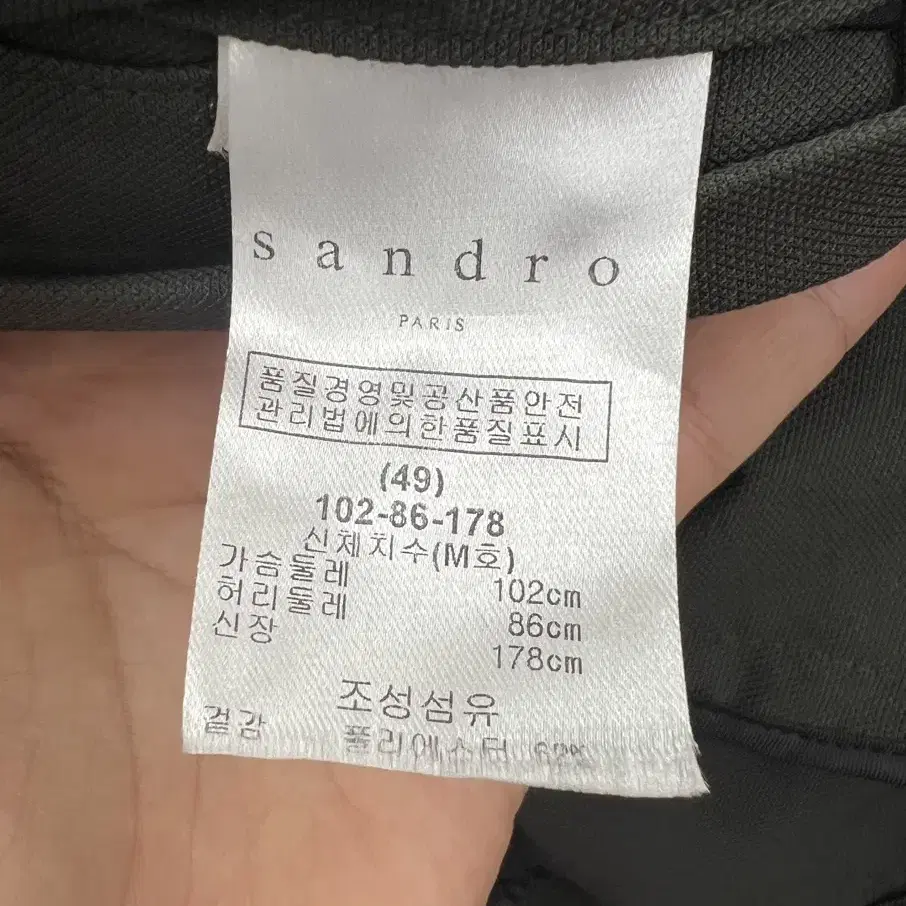 sandro
PARIS
품질경영및공산품안전
관리법에의한품질표시
(49)
102-86-178
신체치수(M호)
가슴둘레 102cm
허리둘레 86cm
신장 178cm
조성섬유
겉감 폴리에스터